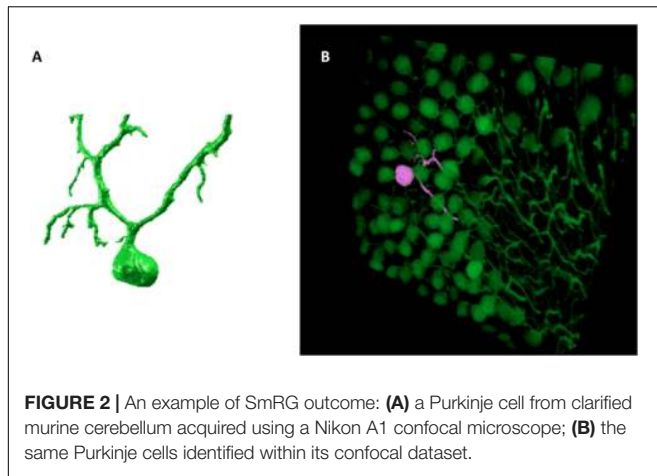 A
B
FIGURE 2 | An example of SmRG outcome: (A) a Purkinje cell from clarified
murine cerebellum acquired using a Nikon A1 confocal microscope; (B) the
same Purkinje cells identified within its confocal dataset.